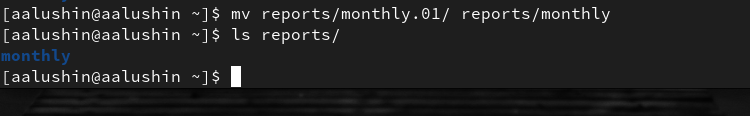 [aalushin@aalushin ~]$ mv reports/monthly.01/ reports/monthly
[aalushin@aalushin ~]$ ls reports/
monthly
[aalushin@aalushin ~]$